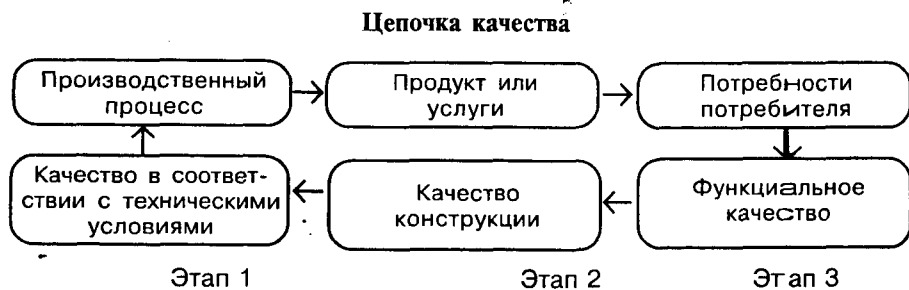 Цепочка качества
Производственный
процесс
Продукт или
услуги
Потребности
потребителя
Качество в соответ-
ствии с техническими
условиями
Качество
конструкции
Функциальное
качество
Этап 1
Этап 2
Этап 3